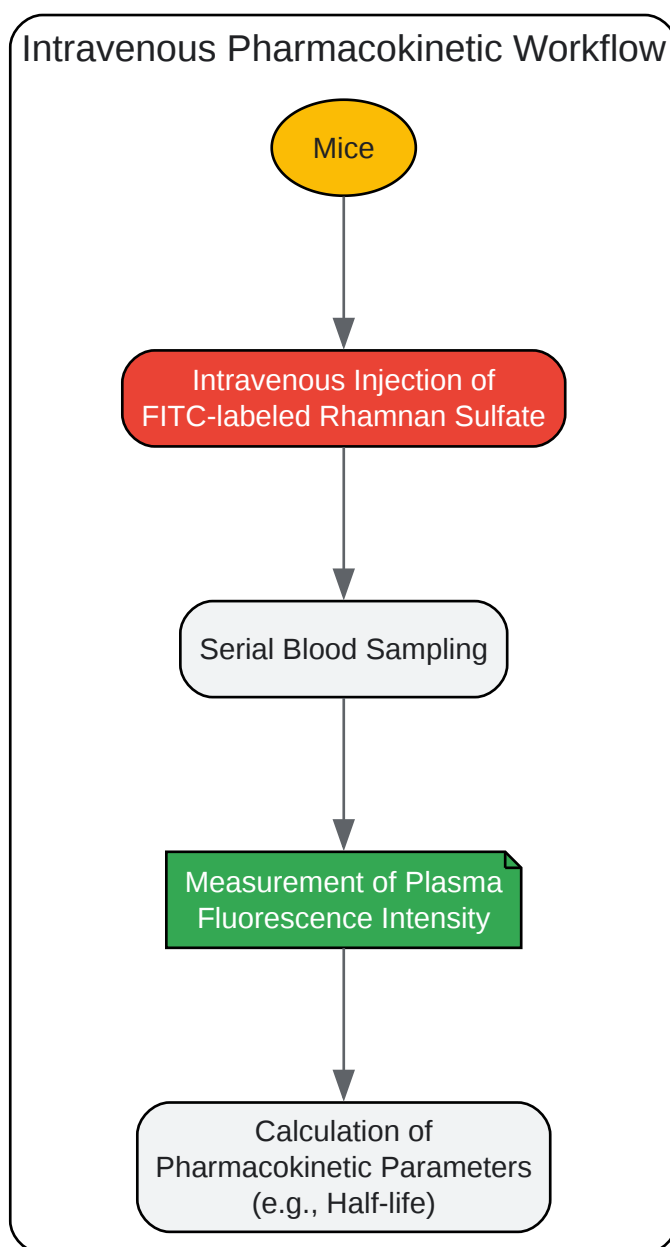 Intravenous Pharmacokinetic Workflow
Mice
Intravenous Injection of
FITC-labeled Rhamnan Sulfate
Serial Blood Sampling
Measurement of Plasma
Fluorescence Intensity
Calculation of
Pharmacokinetic Parameters
(e.g., Half-life)